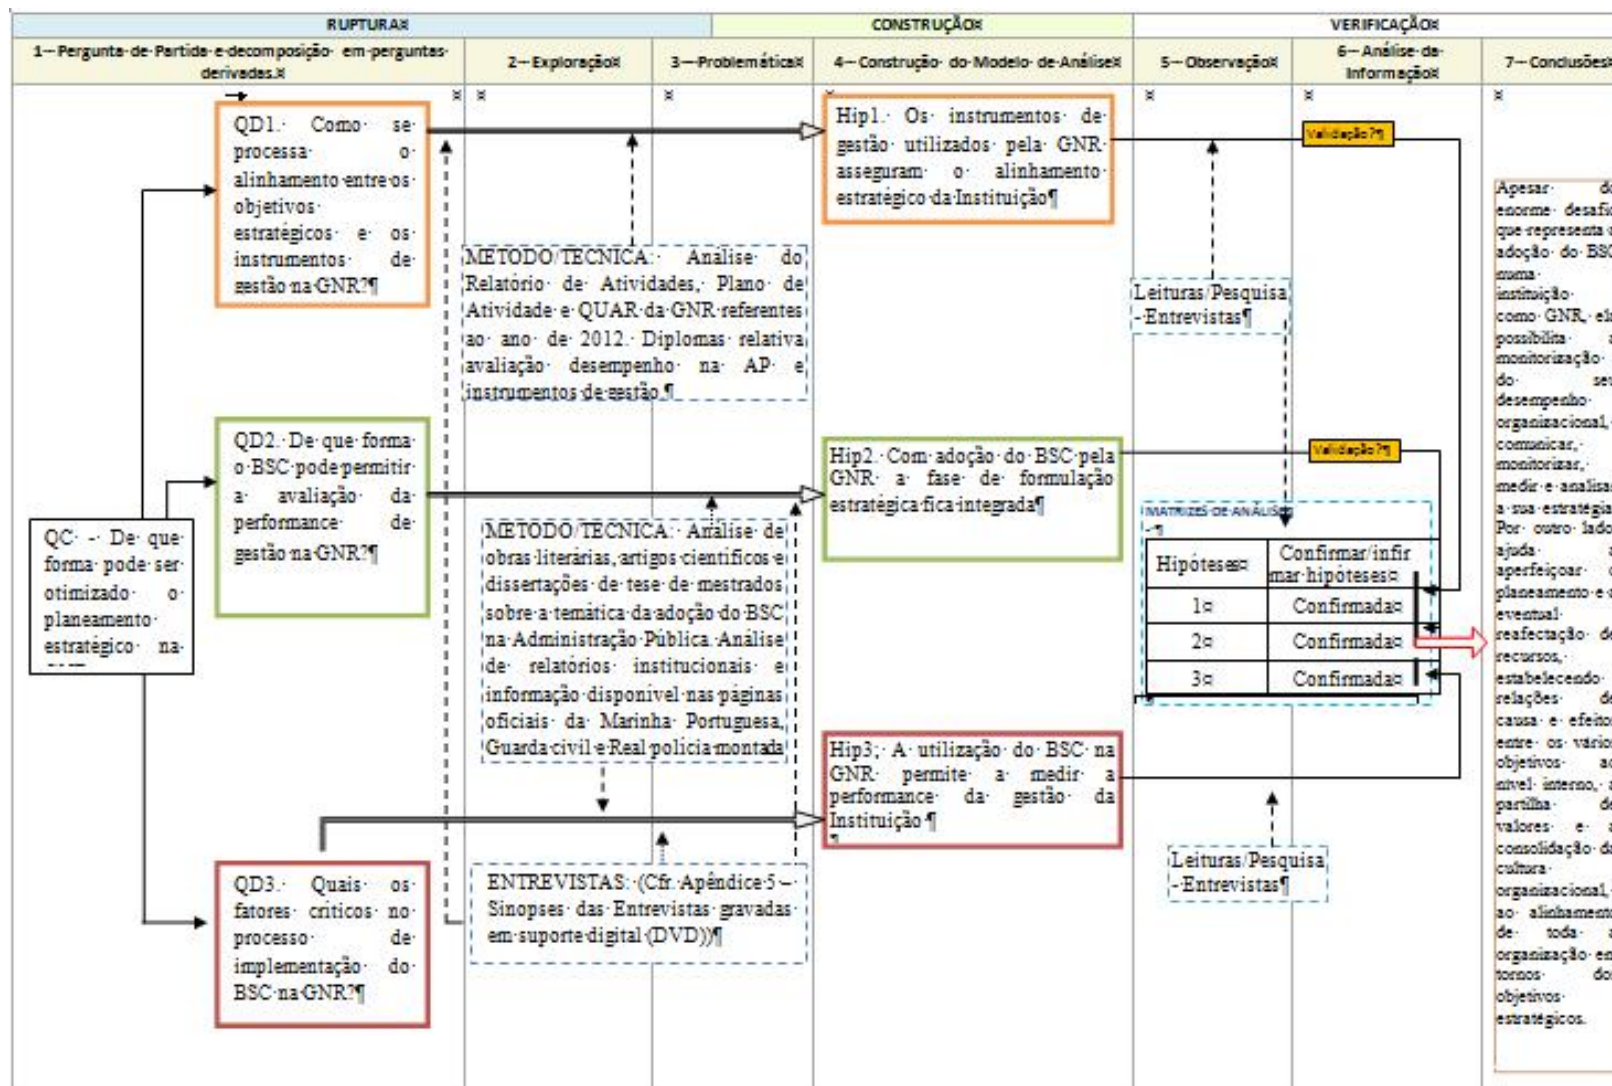 RUPTURA
CONSTRUÇÃO
VERIFICAÇÃO
1 – Pergunta de Partida e decomposição em perguntas
derivadas.
2 – Exploração
3 – Problemática
4 – Construção do Modelo de Análise
5 – Observação
6 – Análise da
Informação
7 – Conclusões
QC - De que
forma pode ser
otimizado o
planeamento
estratégico na
QD1. Como se
processa o
alinhamento entre os
objetivos
estratégicos e os
instrumentos de
gestão na GNR?¶
QD2. De que forma
o BSC pode permitir
a avaliação da
performance de
gestão na GNR?¶
QD3. Quais os
fatores críticos no
processo de
implementação do
BSC na GNR?¶
MÉTODO/TÉCNICA: Análise do
Relatório de Atividades, Plano de
Atividade e QUAR da GNR referentes
ao ano de 2012. Diplomas relativa
avaliação desempenho na AP e
instrumentos de gestão.¶
MÉTODO/TÉCNICA: Análise de
obras literárias, artigos científicos e
dissertações de tese de mestrados
sobre a temática da adoção do BSC
na Administração Pública. Análise
de relatórios institucionais e
informação disponível nas páginas
oficiais da Marinha Portuguesa,
Guarda civil e Real polícia montada
ENTREVISTAS: (Cfr. Apêndice 5 –
Sinopses das Entrevistas gravadas
em suporte digital (DVD))¶
Hip1. Os instrumentos de
gestão utilizados pela GNR
asseguram o alinhamento
estratégico da Instituição¶
Hip2. Com adoção do BSC pela
GNR a fase de formulação
estratégica fica integrada¶
Hip3; A utilização do BSC na
GNR permite a medir a
performance da gestão da
Instituição ¶
¶
Leituras/Pesquisa
- Entrevistas¶
Validação?¶
Validação?¶
MATRIZES DE ANÁLISE
¶
Hipóteses Confirmar/infir
mar hipóteses
1 Confirmada
2 Confirmada
3 Confirmada
Leituras/Pesquisa
- Entrevistas¶
Apesar
enorme
que representa
adoção do BSC
numa
instituição
como GNR,
possibilita a
monitorização
do
desempenho
organizacional,
comunicar,
monitorizar,
medir e
a sua estratégia
Por outro lado
ajuda a
aperfeiçoar
planeamento e
eventual
reafectação de
recursos,
estabelecendo
relações de
causa e
entre os
objetivos
nível interno, a
partilha de
valores e a
consolidação
cultura
organizacional,
ao alinhamento
de toda a
organização
tornos
objetivos
estratégicos.